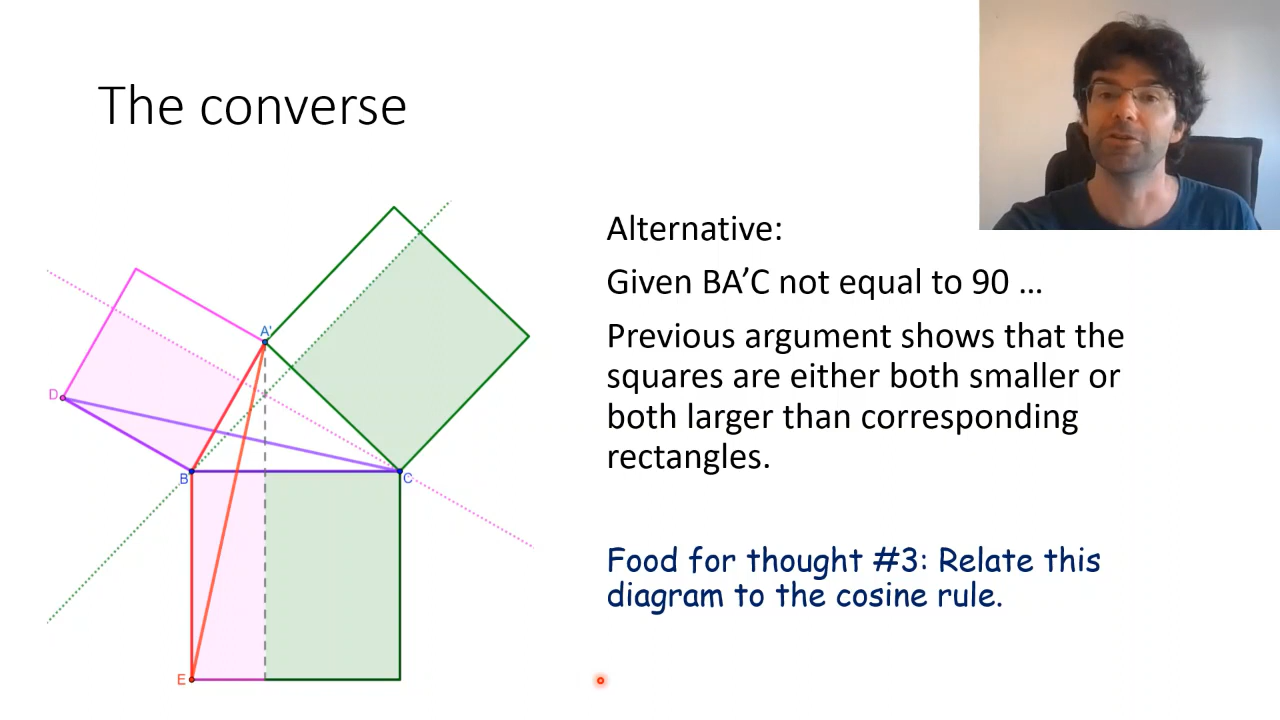 The converse
Alternative:
Given BA’C not equal to 90 …
Previous argument shows that the
squares are either both smaller or
both larger than corresponding
rectangles.
Food for thought #3: Relate this
diagram to the cosine rule.
A'
D
B
C
E